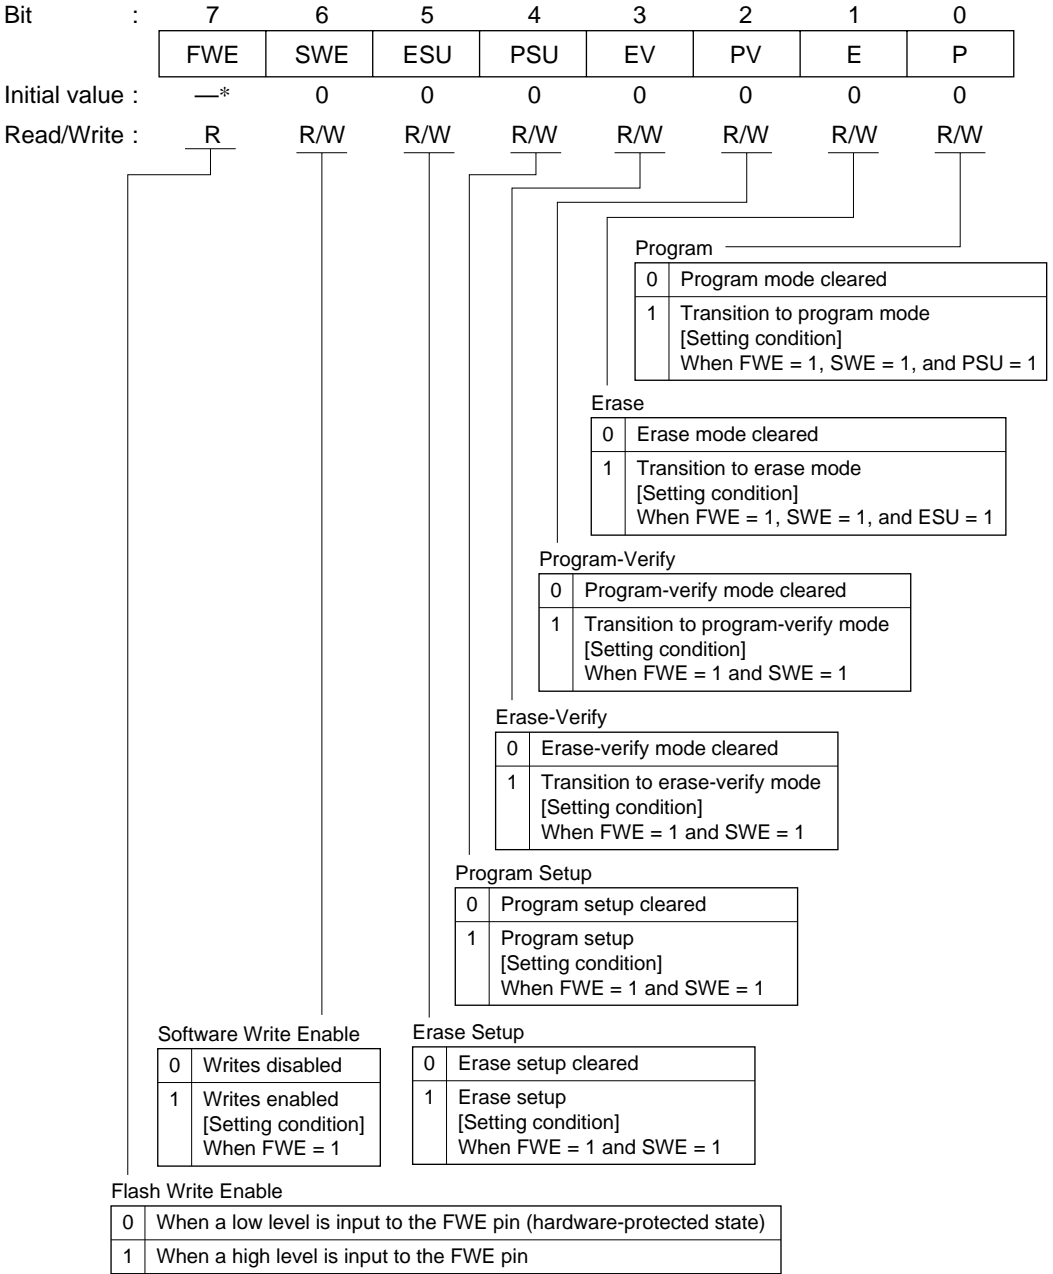 Bit : 7 6 5 4 3 2 1 0
FWE SWE ESU PSU EV PV E P
Initial value : —* 0 0 0 0 0 0 0
Read/Write : R R/W R/W R/W R/W R/W R/W R/W
Program
0 Program mode cleared
1 Transition to program mode
[Setting condition]
When FWE = 1, SWE = 1, and PSU = 1
Erase
0 Erase mode cleared
1 Transition to erase mode
[Setting condition]
When FWE = 1, SWE = 1, and ESU = 1
Program-Verify
0 Program-verify mode cleared
1 Transition to program-verify mode
[Setting condition]
When FWE = 1 and SWE = 1
Erase-Verify
0 Erase-verify mode cleared
1 Transition to erase-verify mode
[Setting condition]
When FWE = 1 and SWE = 1
Program Setup
0 Program setup cleared
1 Program setup
[Setting condition]
When FWE = 1 and SWE = 1
Software Write Enable
0 Writes disabled
1 Writes enabled
[Setting condition]
When FWE = 1
Erase Setup
0 Erase setup cleared
1 Erase setup
[Setting condition]
When FWE = 1 and SWE = 1
Flash Write Enable
0 When a low level is input to the FWE pin (hardware-protected state)
1 When a high level is input to the FWE pin